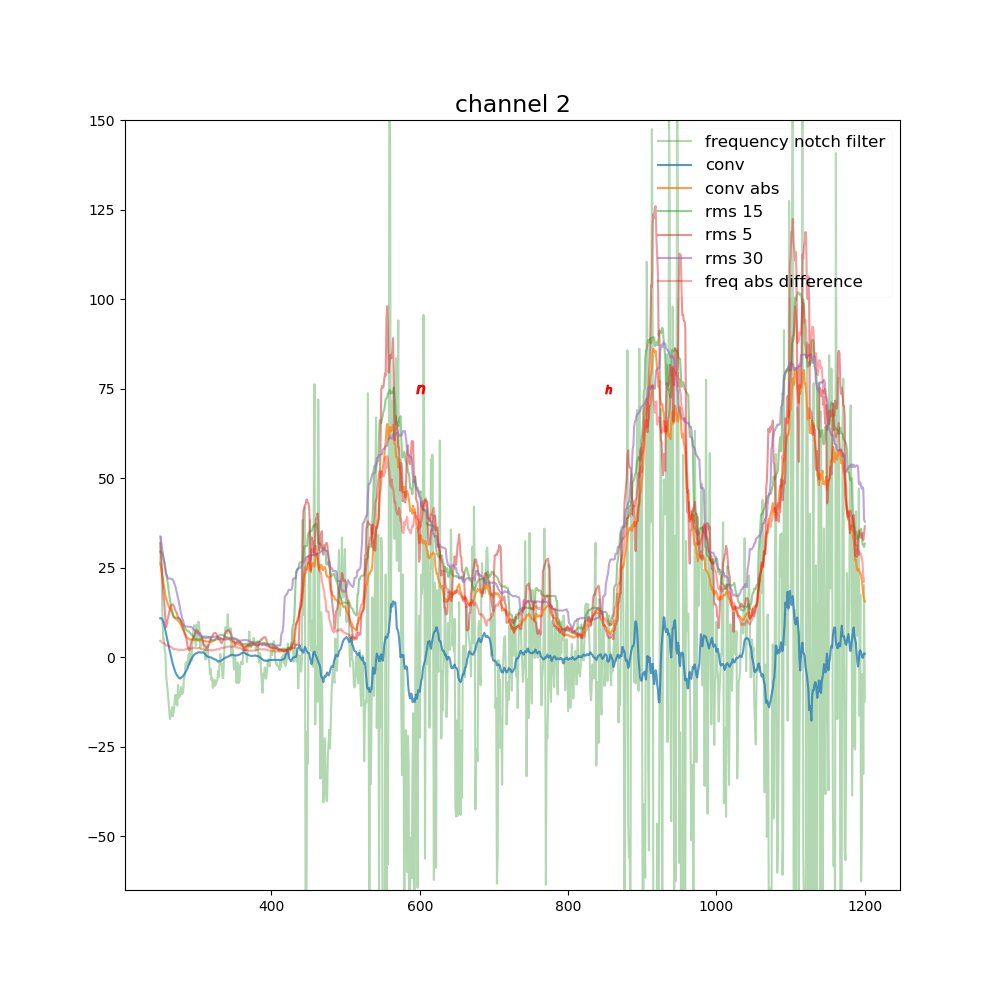 channel 2
150
125
100
75
50
25
0
−25
−50
frequency notch filter
conv
conv abs
rms 15
rms 5
rms 30
freq abs difference
n
h
400 600 800 1000 1200